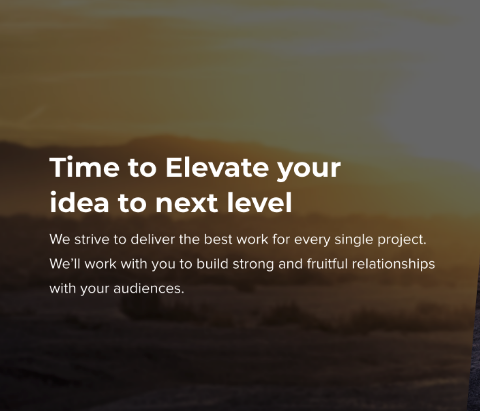 Time to Elevate your
idea to next level
We strive to deliver the best work for every single project.
We'll work with you to build strong and fruitful relationships
with your audiences.